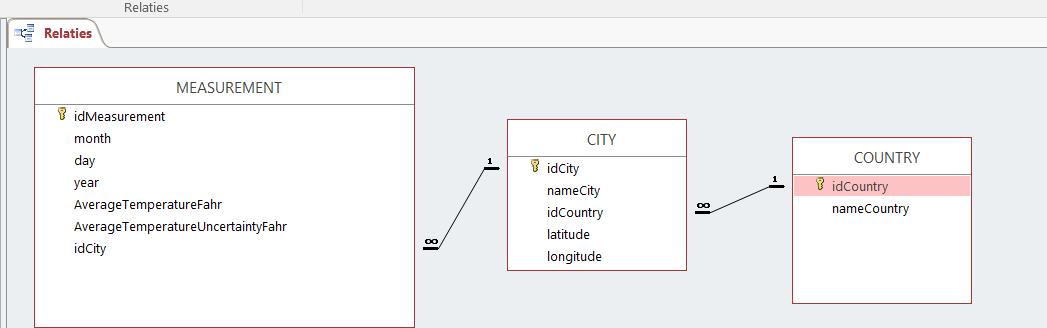 Relaties
Relaties
MEASUREMENT
idMeasurement
month
day
year
AverageTemperatureFahr
AverageTemperatureUncertaintyFahr
idCity
1
∞
CITY
idCity
nameCity
idCountry
latitude
longitude
1
∞
COUNTRY
idCountry
nameCountry